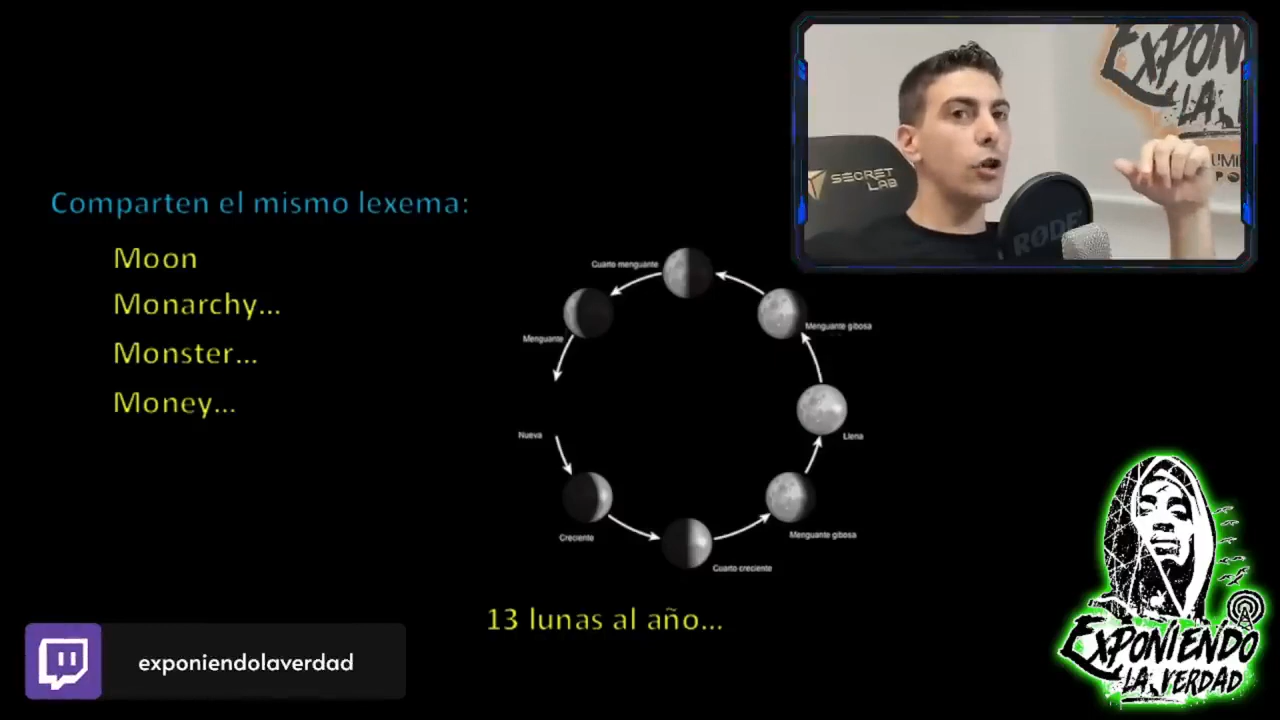 Comparten el mismo lexema:
Moon
Monarchy...
Monster...
Money...
Cuarto menguante
Menguante gibosa
Menguante
Llena
Nueva
Menguante gibosa
Creciente
Cuarto creciente
13 lunas al año...
exponiendolaverdad
EXPONIENDO
LA VERDAD
SECRET
LAB
RØDE
EXPON
LA